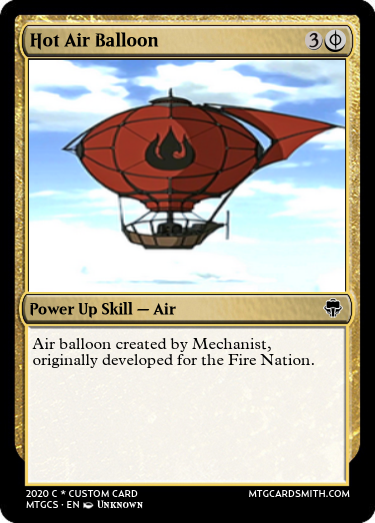 Hot Air Balloon 3
Power Up Skill — Air
Air balloon created by Mechanist,
originally developed for the Fire Nation.
2020 C * CUSTOM CARD
MTGCARDSMITH.COM
MTGCS · EN UNKNOWN